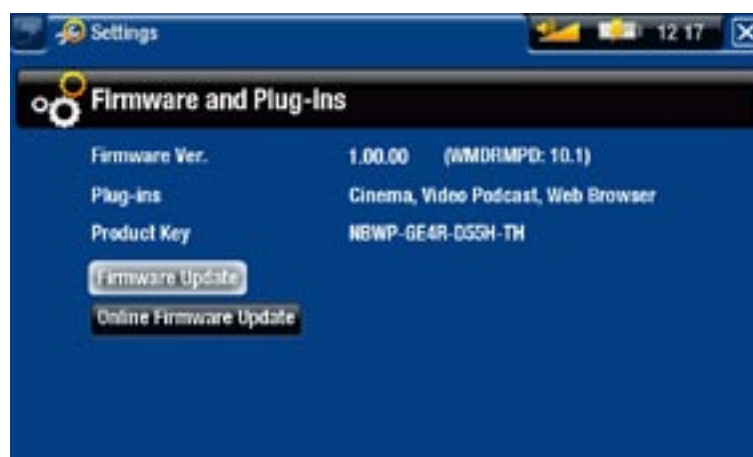 Settings
12 17
Firmware and Plug-ins
Firmware Ver. 1.00.00 (WMDRMPD: 10.1)
Plug-ins Cinema, Video Podcast, Web Browser
Product Key NBWP-GE4R-D55H-TH
Firmware Update
Online Firmware Update